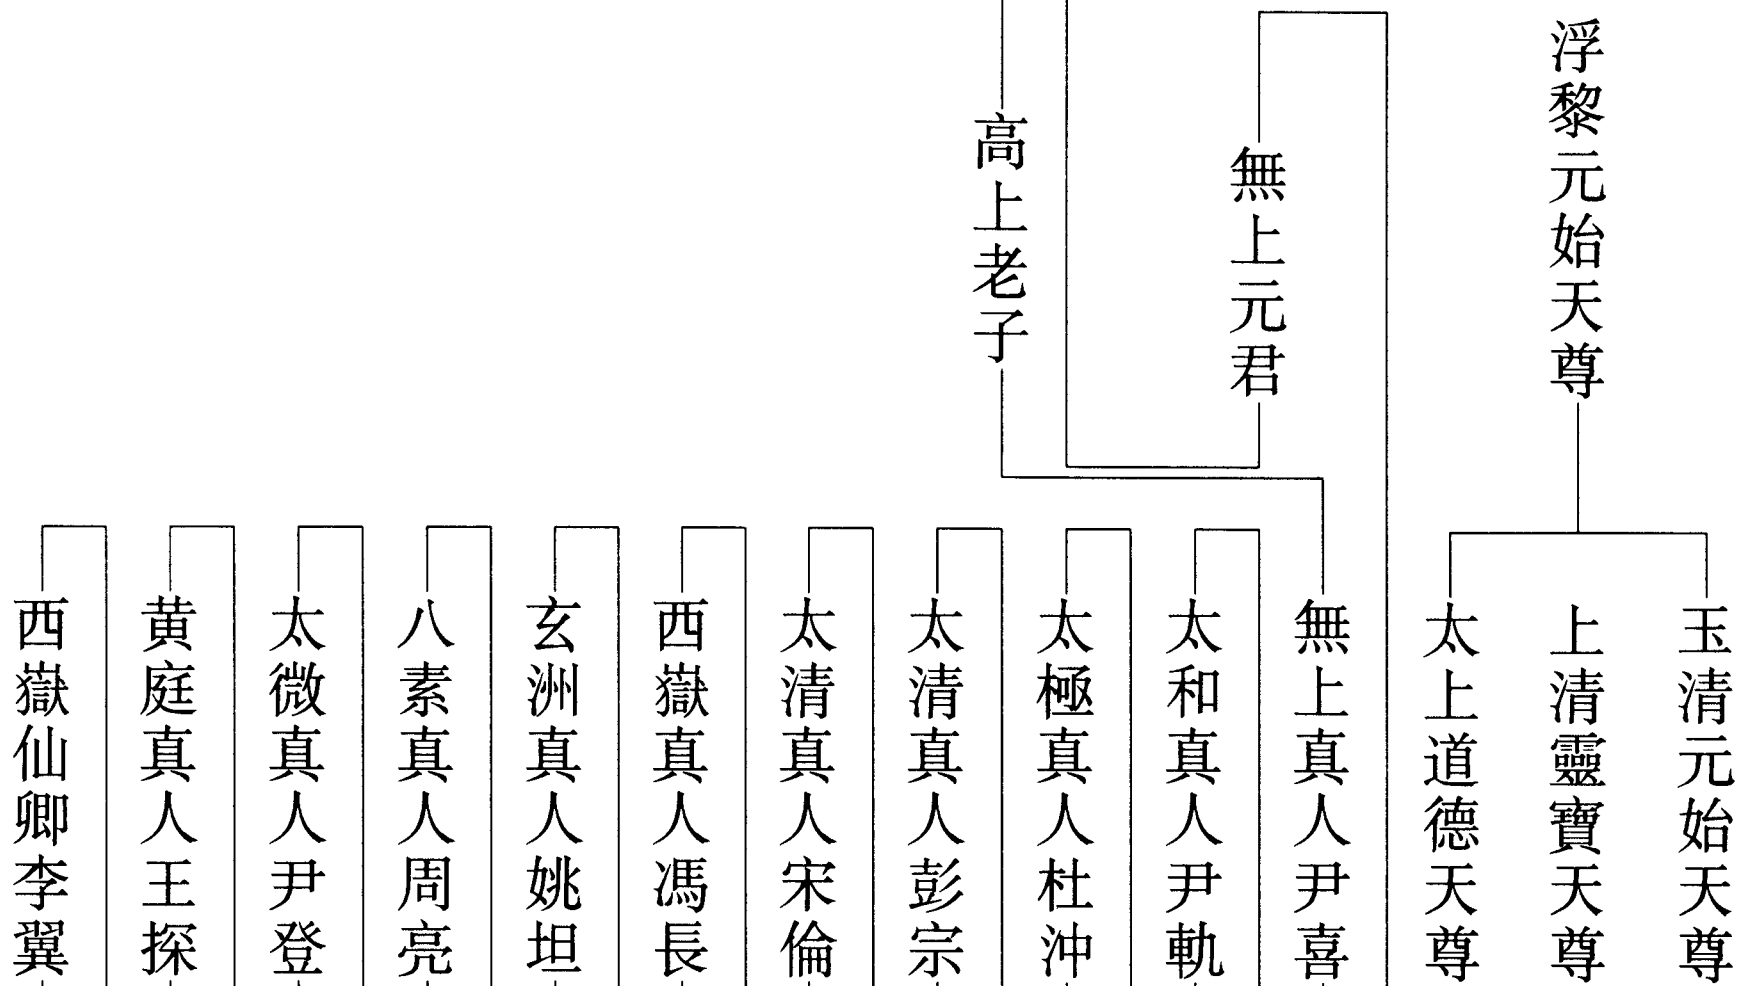 浮黎元始天尊
玉清元始天尊
上清靈寶天尊
太上道德天尊
無上元君
高上老子
無上真人尹喜
太和真人尹軌
太極真人杜沖
太清真人彭宗
太清真人宋倫
西嶽真人馮長
玄洲真人姚坦
八素真人周亮
太微真人尹登
黄庭真人王探
西嶽仙卿李翼